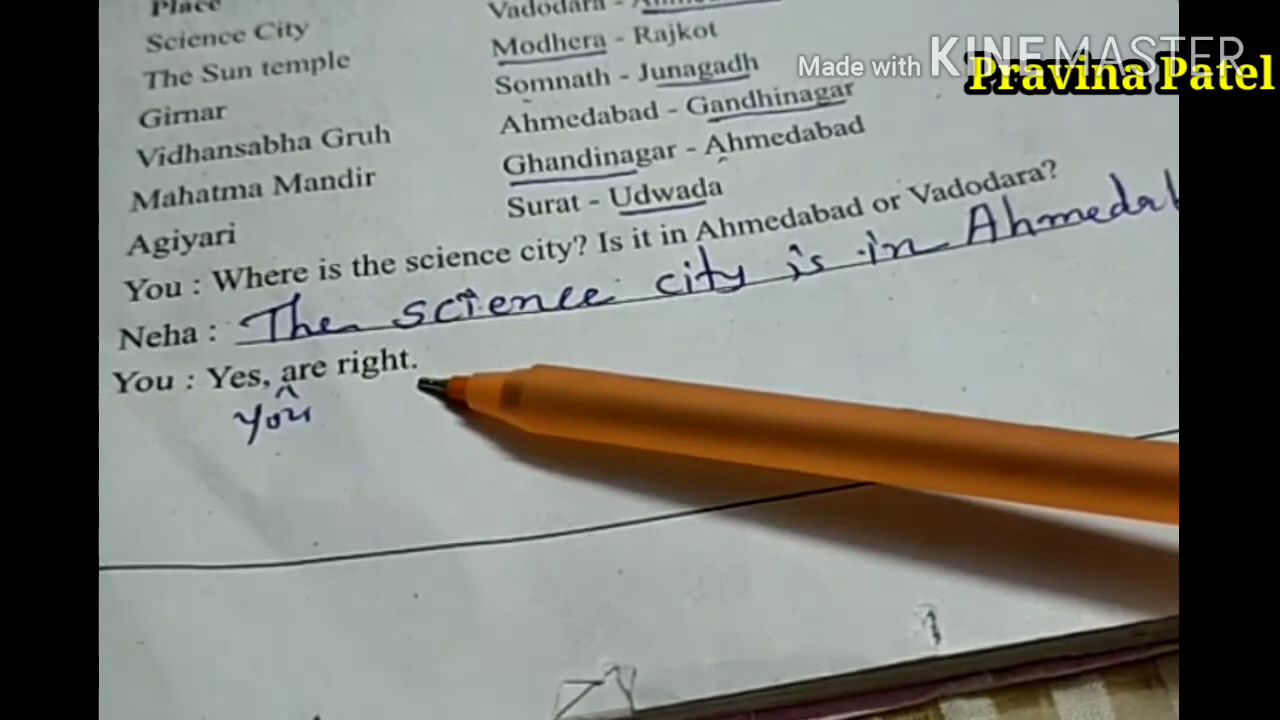 Place
Vadodara -
Science City
Modhera - Rajkot
The Sun temple
Somnath - Junagadh
Girnar
Ahmedabad - Gandhinagar
Vidhansabha Gruh
Ghandinagar - Ahmedabad
Mahatma Mandir
Surat - Udwada
Agiyari
You : Where is the science city? Is it in Ahmedabad or Vadodara?
Neha : The science city is in Ahmedab
You : Yes, are right.
you
Made with KINEMASTER
Pravina Patel